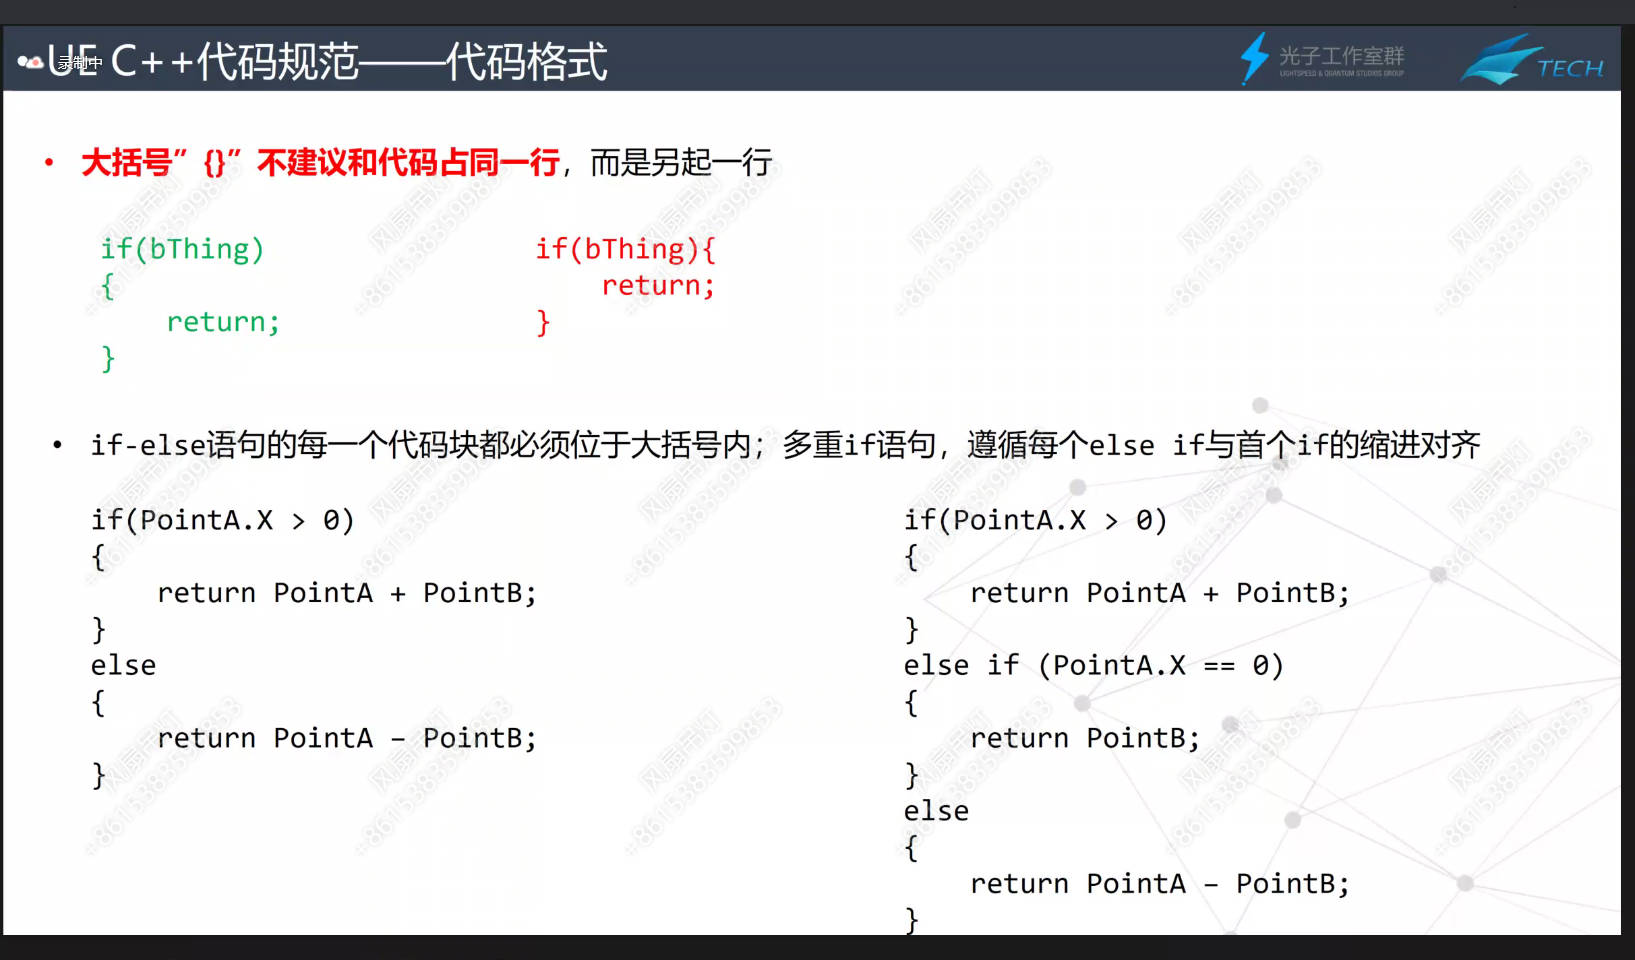 UE C++代码规范——代码格式
录制中
光子工作室群
LIGHTSPEED & QUANTUM STUDIOS GROUP
TECH
• 大括号”{}”不建议和代码占同一行，而是另起一行
if(bThing)
{
return;
}
if(bThing){
return;
}
• if-else语句的每一个代码块都必须位于大括号内；多重if语句，遵循每个else if与首个if的缩进对齐
if(PointA.X > 0)
{
return PointA + PointB;
}
else
{
return PointA – PointB;
}
if(PointA.X > 0)
{
return PointA + PointB;
}
else if (PointA.X == 0)
{
return PointB;
}
else
{
return PointA – PointB;
}
风扇吊灯
+8615383599853